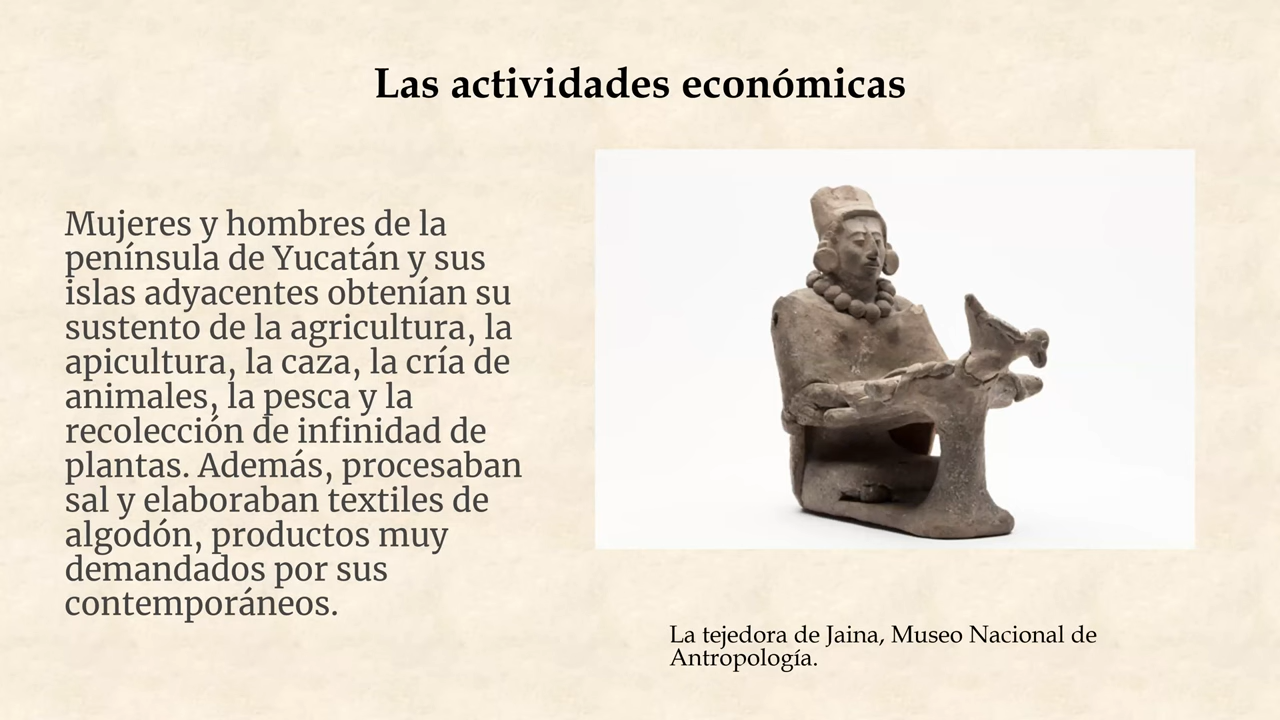 Las actividades económicas
Mujeres y hombres de la
península de Yucatán y sus
islas adyacentes obtenían su
sustento de la agricultura, la
apicultura, la caza, la cría de
animales, la pesca y la
recolección de infinidad de
plantas. Además, procesaban
sal y elaboraban textiles de
algodón, productos muy
demandados por sus
contemporáneos.
La tejedora de Jaina, Museo Nacional de
Antropología.